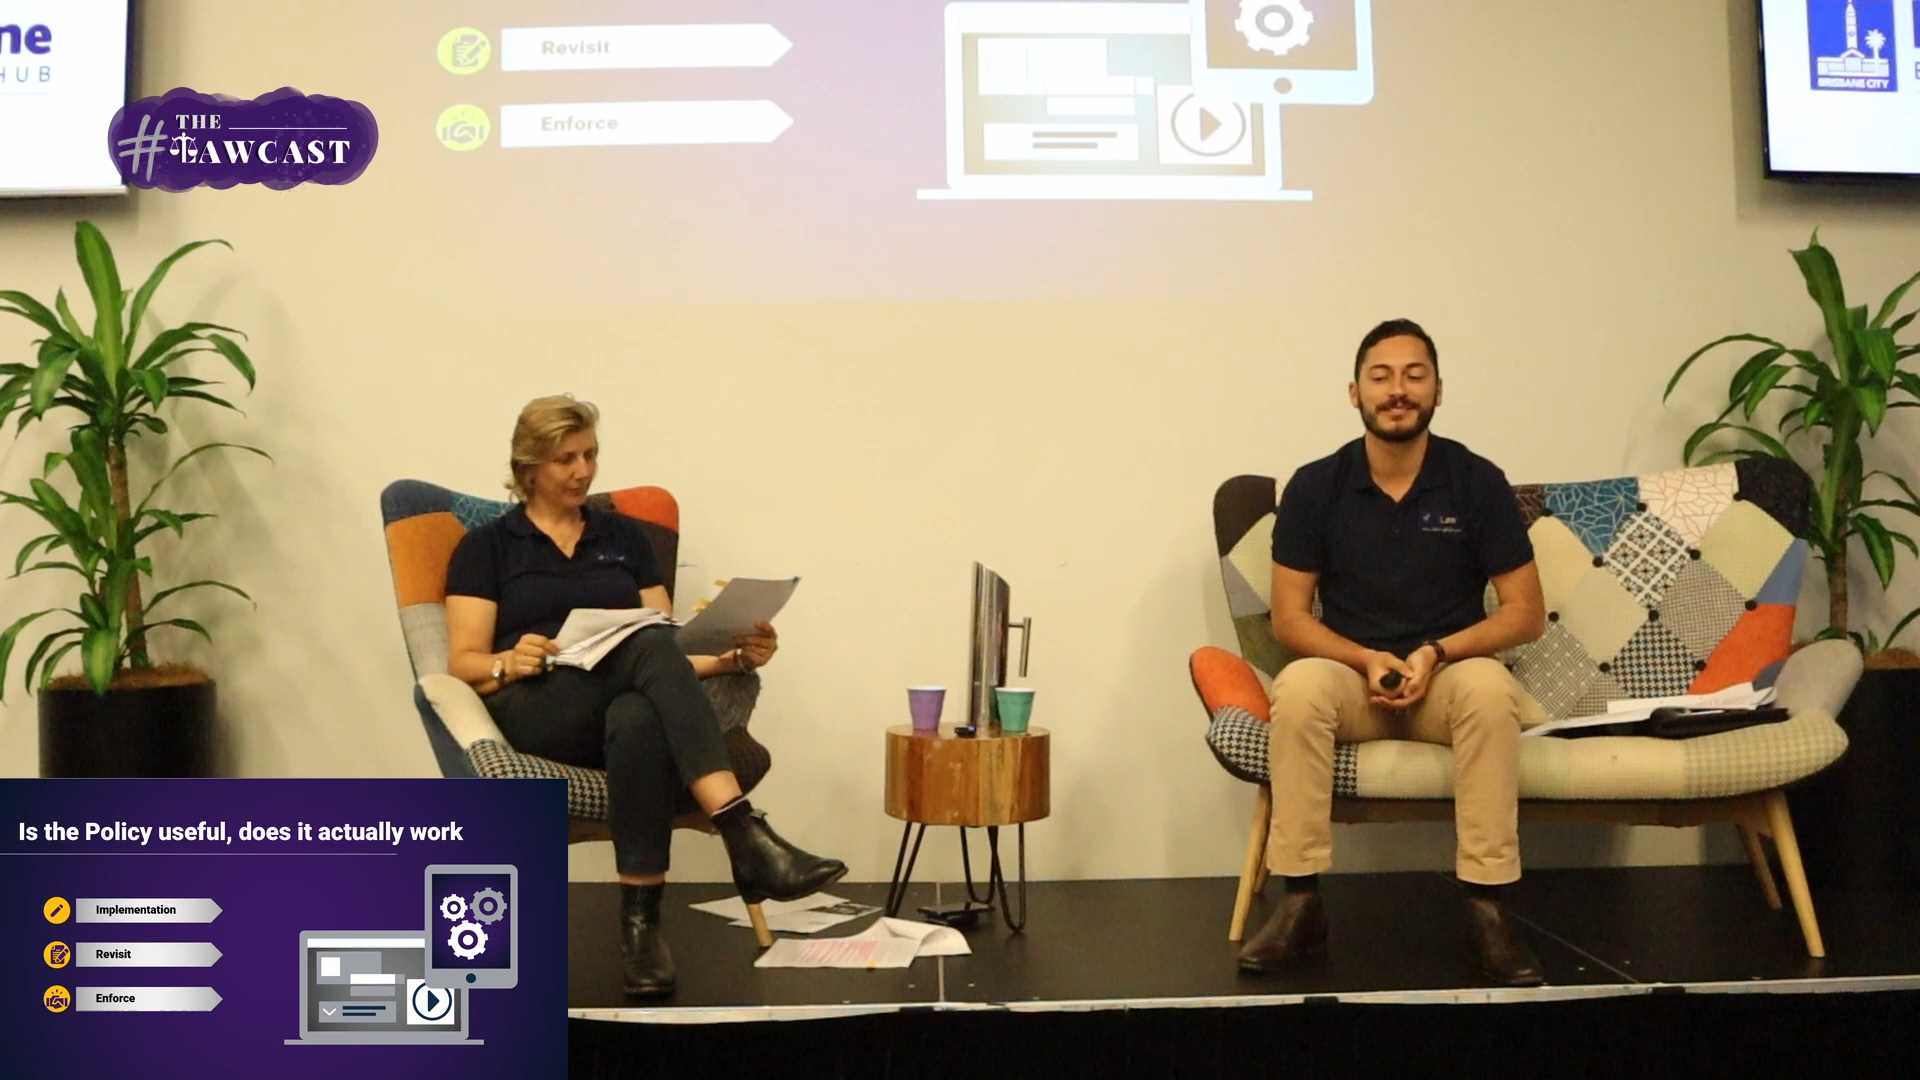 ne
HUB
# THE
LAWCAST
Revisit
Enforce
BRISBANE CITY
Law
Is the Policy useful, does it actually work
Implementation
Revisit
Enforce